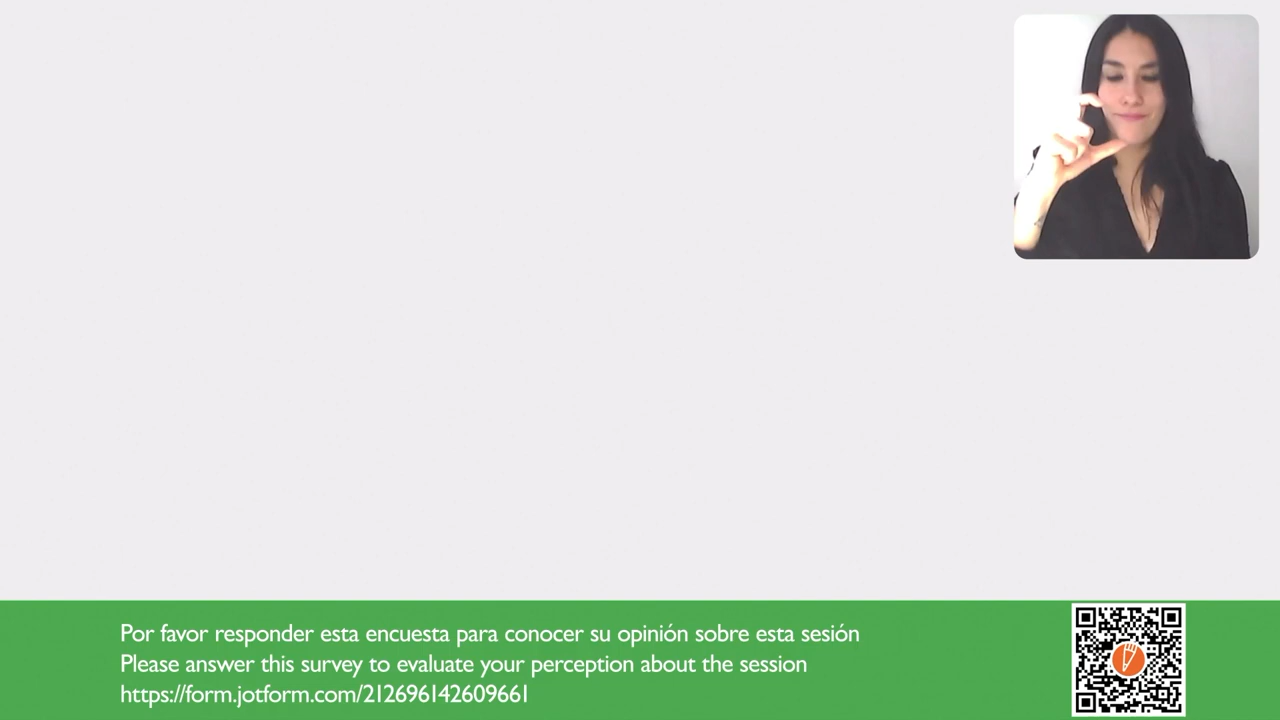 Por favor responder esta encuesta para conocer su opinión sobre esta sesión
Please answer this survey to evaluate your perception about the session
https://form.jotform.com/212696142609661